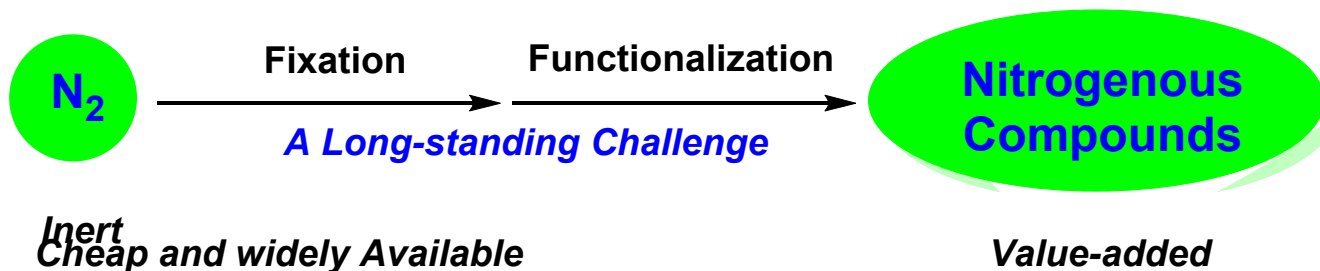 N2
Fixation
Functionalization
A Long-standing Challenge
Nitrogenous
Compounds
Inert
Cheap and widely Available
Value-added